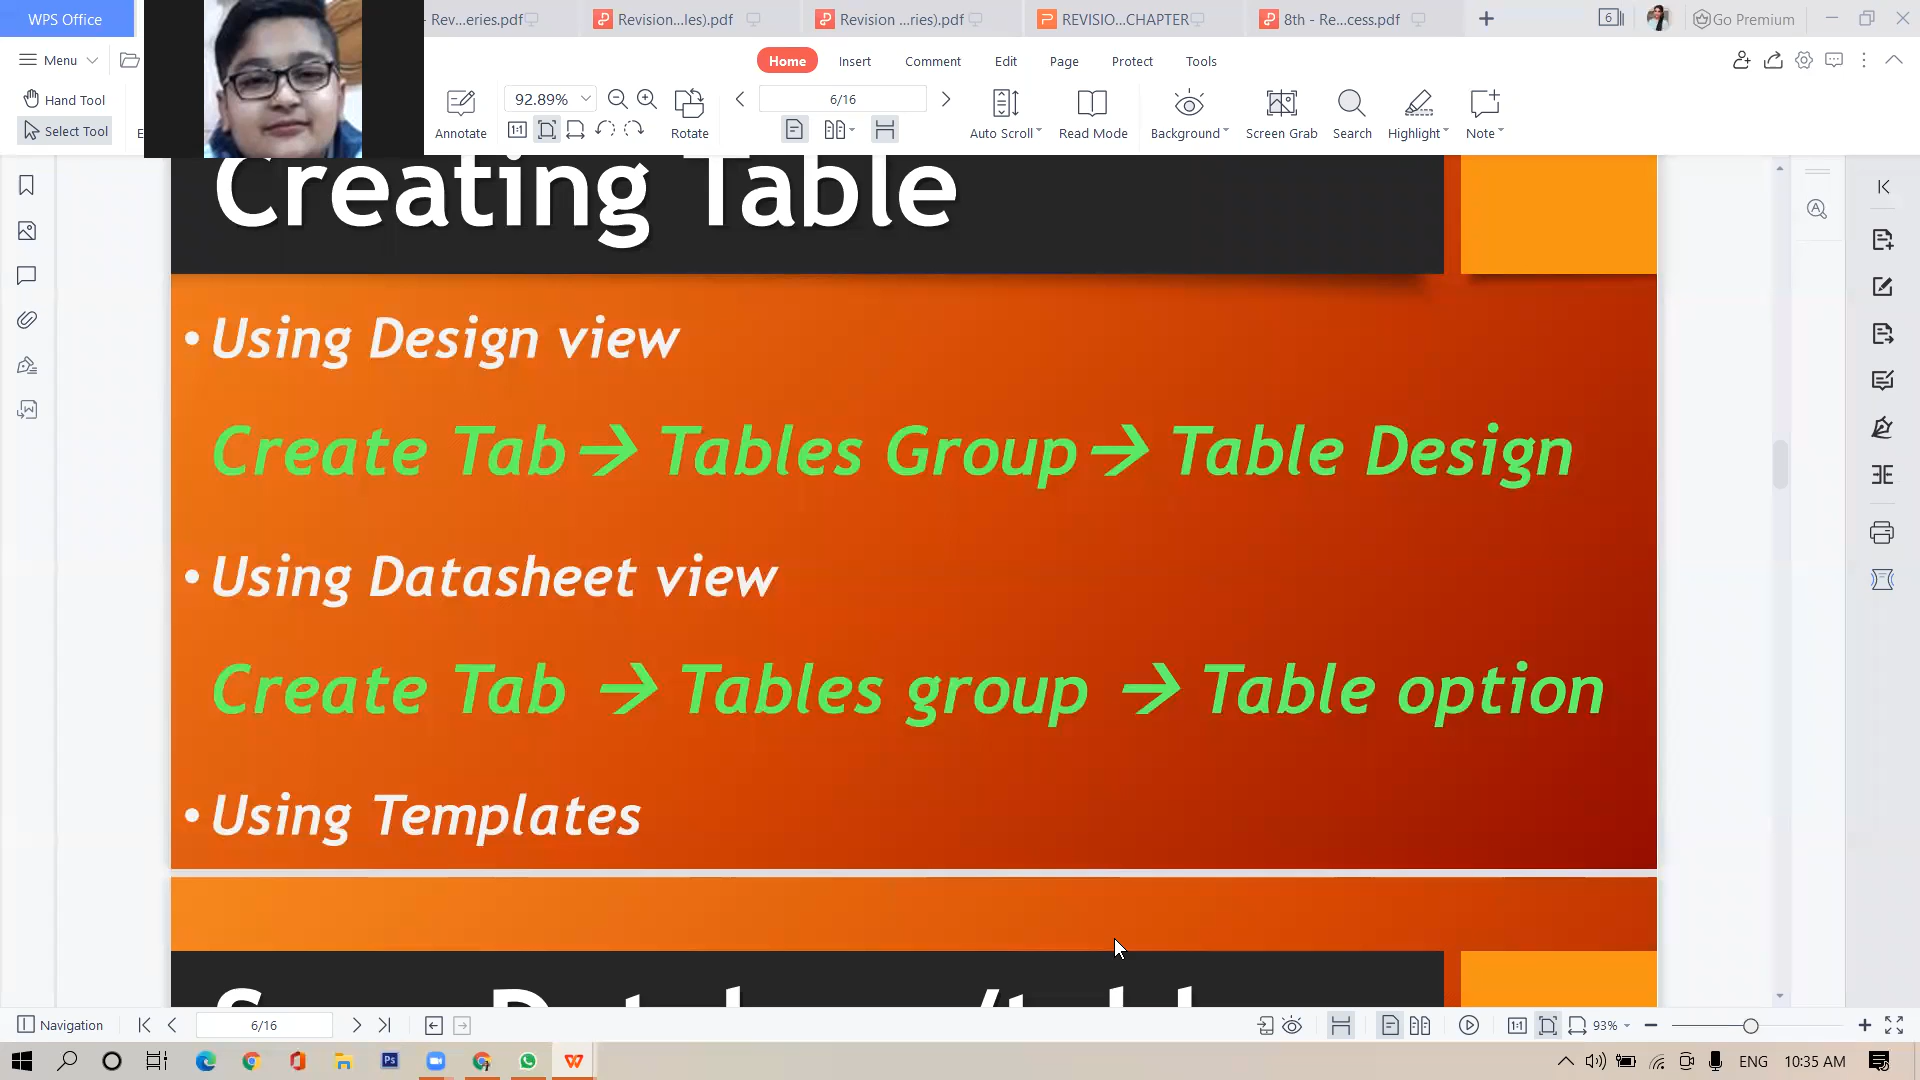 WPS Office
- Rev...eries.pdf
Revision...les).pdf
Revision ...ries).pdf
REVISIO...CHAPTER
8th - Re...cess.pdf
6
Go Premium
Menu
Home
Insert
Comment
Edit
Page
Protect
Tools
Hand Tool
Select Tool
E
Annotate
92.89%
Rotate
6/16
Auto Scroll
Read Mode
Background
Screen Grab
Search
Highlight
Note
Creating Table
• Using Design view
Create Tab→ Tables Group→ Table Design
• Using Datasheet view
Create Tab → Tables group → Table option
• Using Templates
Navigation
6/16
93%
ENG
10:35 AM